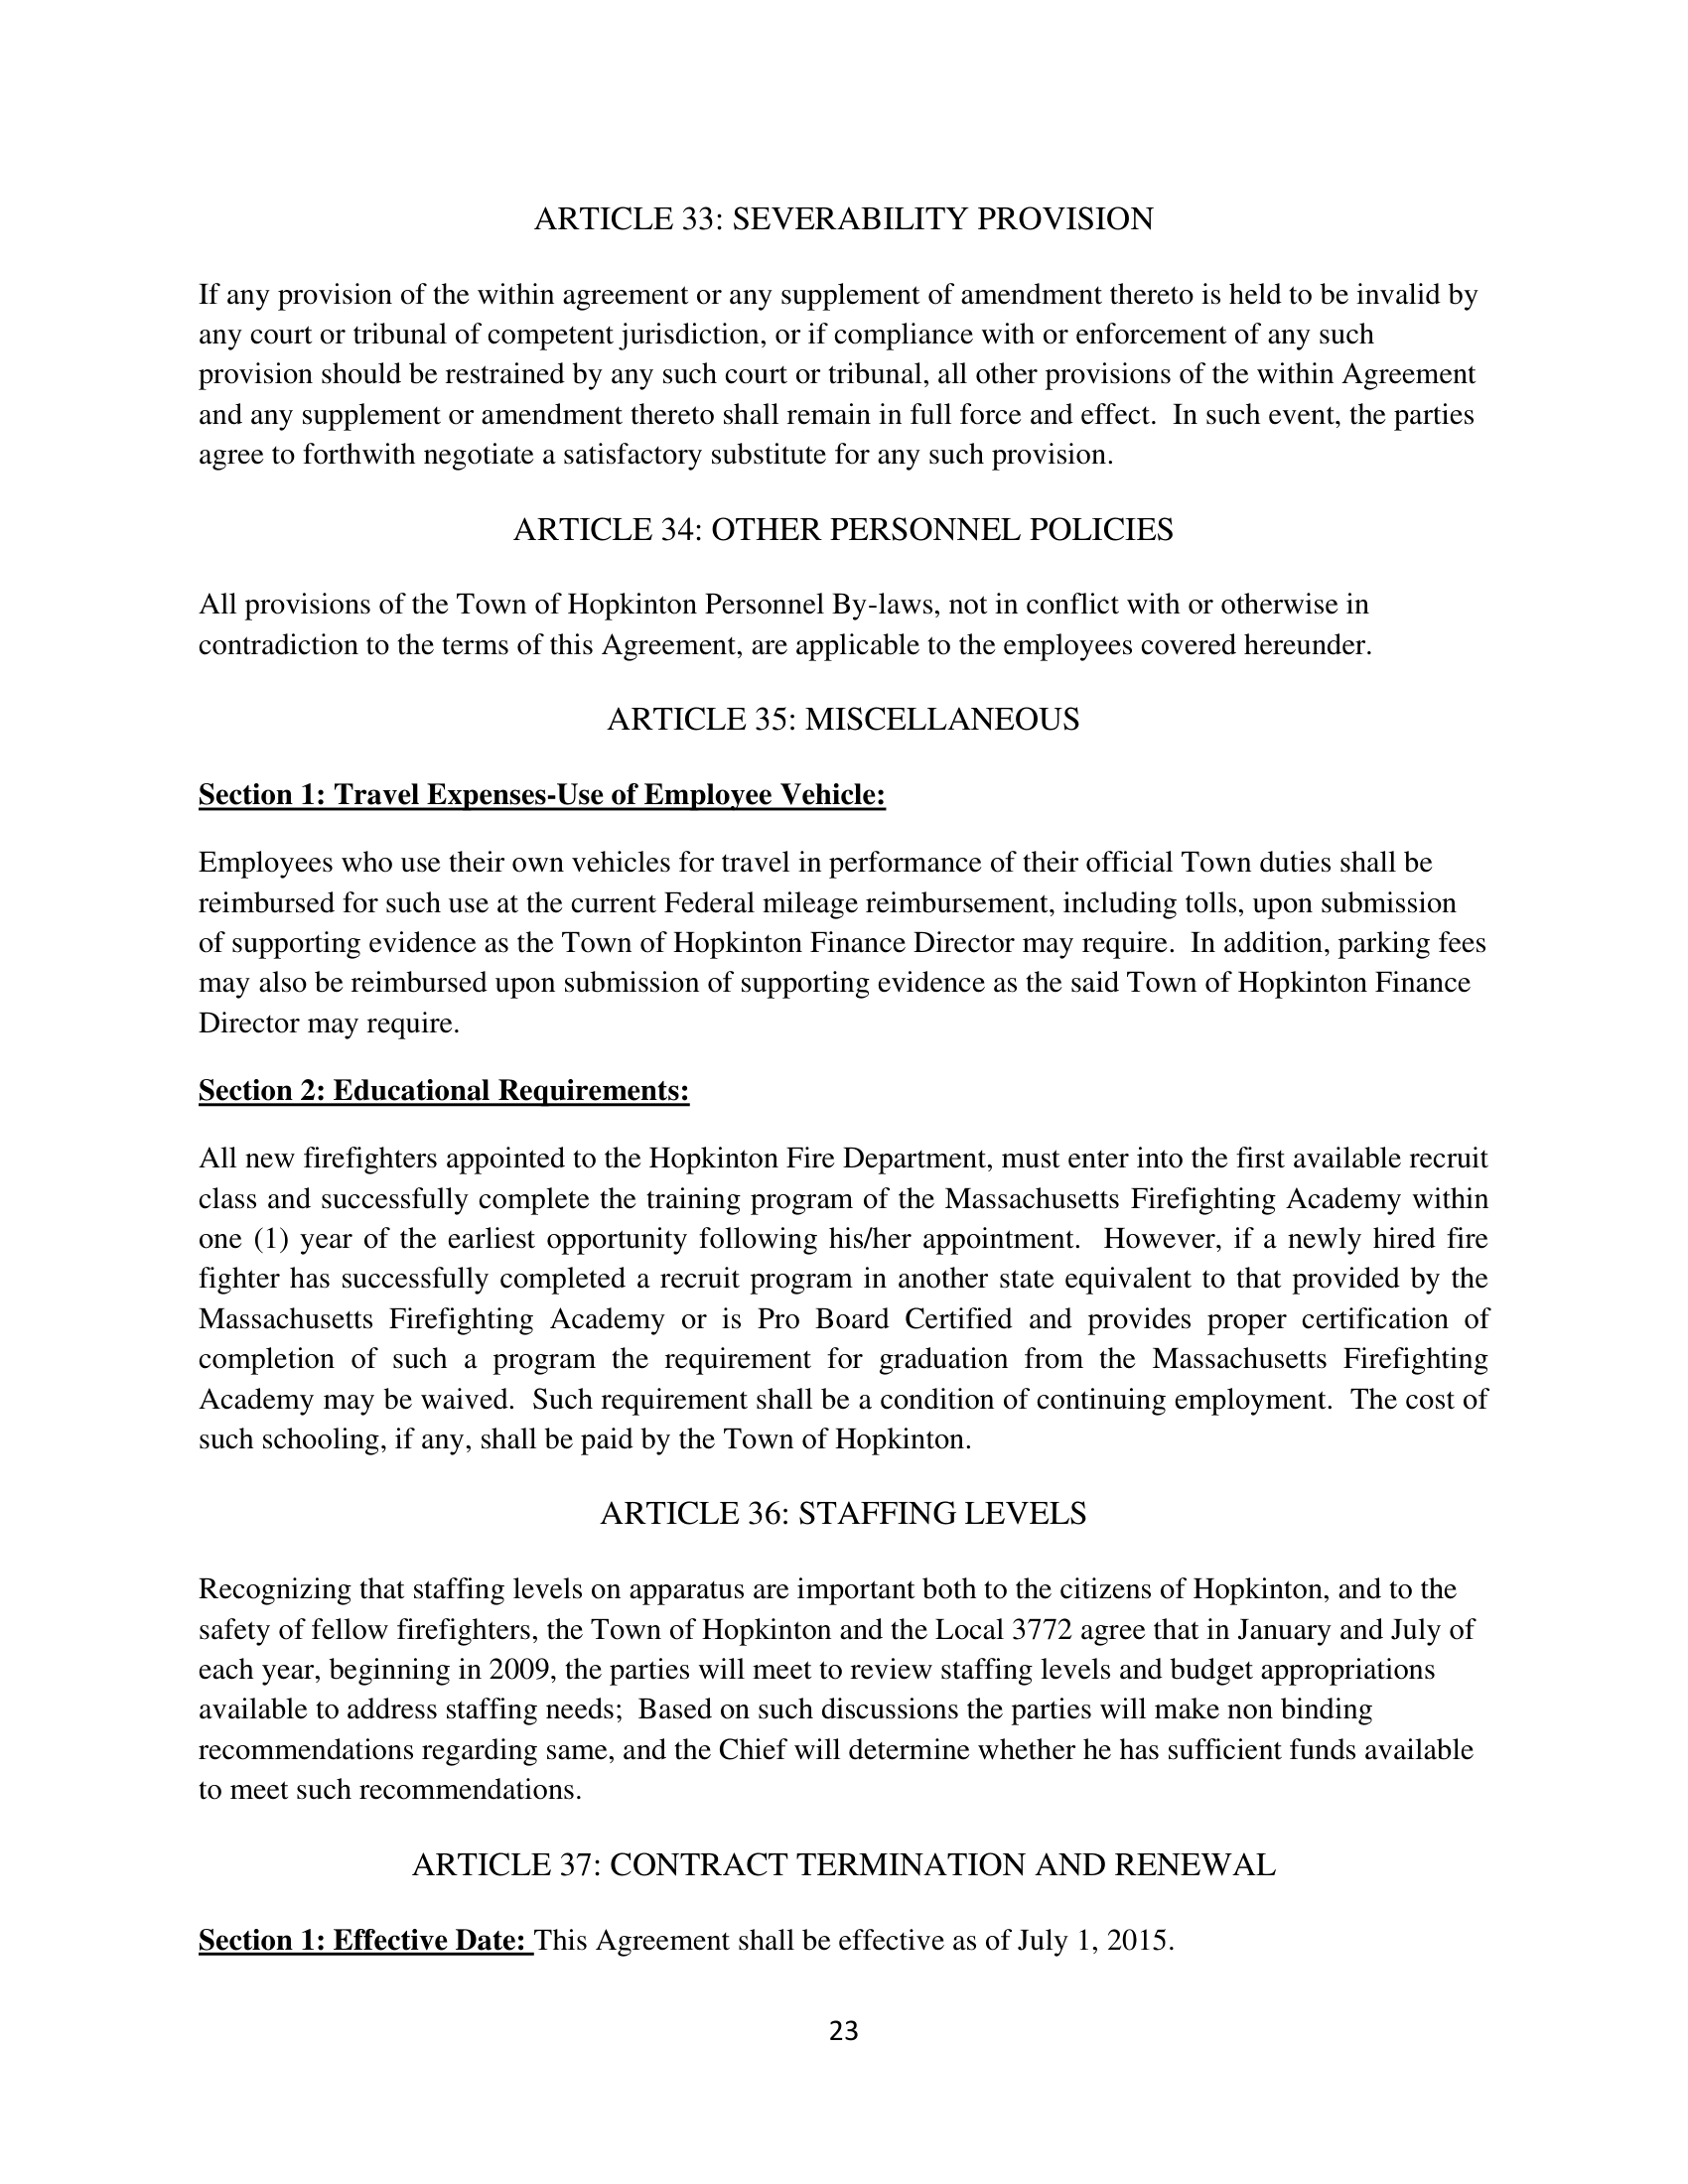 ARTICLE 33: SEVERABILITY PROVISION
If any provision of the within agreement or any supplement of amendment thereto is held to be invalid by
any court or tribunal of competent jurisdiction, or if compliance with or enforcement of any such
provision should be restrained by any such court or tribunal, all other provisions of the within Agreement
and any supplement or amendment thereto shall remain in full force and effect.  In such event, the parties
agree to forthwith negotiate a satisfactory substitute for any such provision.
ARTICLE 34: OTHER PERSONNEL POLICIES
All provisions of the Town of Hopkinton Personnel By-laws, not in conflict with or otherwise in
contradiction to the terms of this Agreement, are applicable to the employees covered hereunder.
ARTICLE 35: MISCELLANEOUS
Section 1: Travel Expenses-Use of Employee Vehicle:
Employees who use their own vehicles for travel in performance of their official Town duties shall be
reimbursed for such use at the current Federal mileage reimbursement, including tolls, upon submission
of supporting evidence as the Town of Hopkinton Finance Director may require.  In addition, parking fees
may also be reimbursed upon submission of supporting evidence as the said Town of Hopkinton Finance
Director may require.
Section 2: Educational Requirements:
All new firefighters appointed to the Hopkinton Fire Department, must enter into the first available recruit
class and successfully complete the training program of the Massachusetts Firefighting Academy within
one (1) year of the earliest opportunity following his/her appointment.  However, if a newly hired fire
fighter has successfully completed a recruit program in another state equivalent to that provided by the
Massachusetts Firefighting Academy or is Pro Board Certified and provides proper certification of
completion of such a program the requirement for graduation from the Massachusetts Firefighting
Academy may be waived.  Such requirement shall be a condition of continuing employment.  The cost of
such schooling, if any, shall be paid by the Town of Hopkinton.
ARTICLE 36: STAFFING LEVELS
Recognizing that staffing levels on apparatus are important both to the citizens of Hopkinton, and to the
safety of fellow firefighters, the Town of Hopkinton and the Local 3772 agree that in January and July of
each year, beginning in 2009, the parties will meet to review staffing levels and budget appropriations
available to address staffing needs;  Based on such discussions the parties will make non binding
recommendations regarding same, and the Chief will determine whether he has sufficient funds available
to meet such recommendations.
ARTICLE 37: CONTRACT TERMINATION AND RENEWAL
Section 1: Effective Date: This Agreement shall be effective as of July 1, 2015.
23